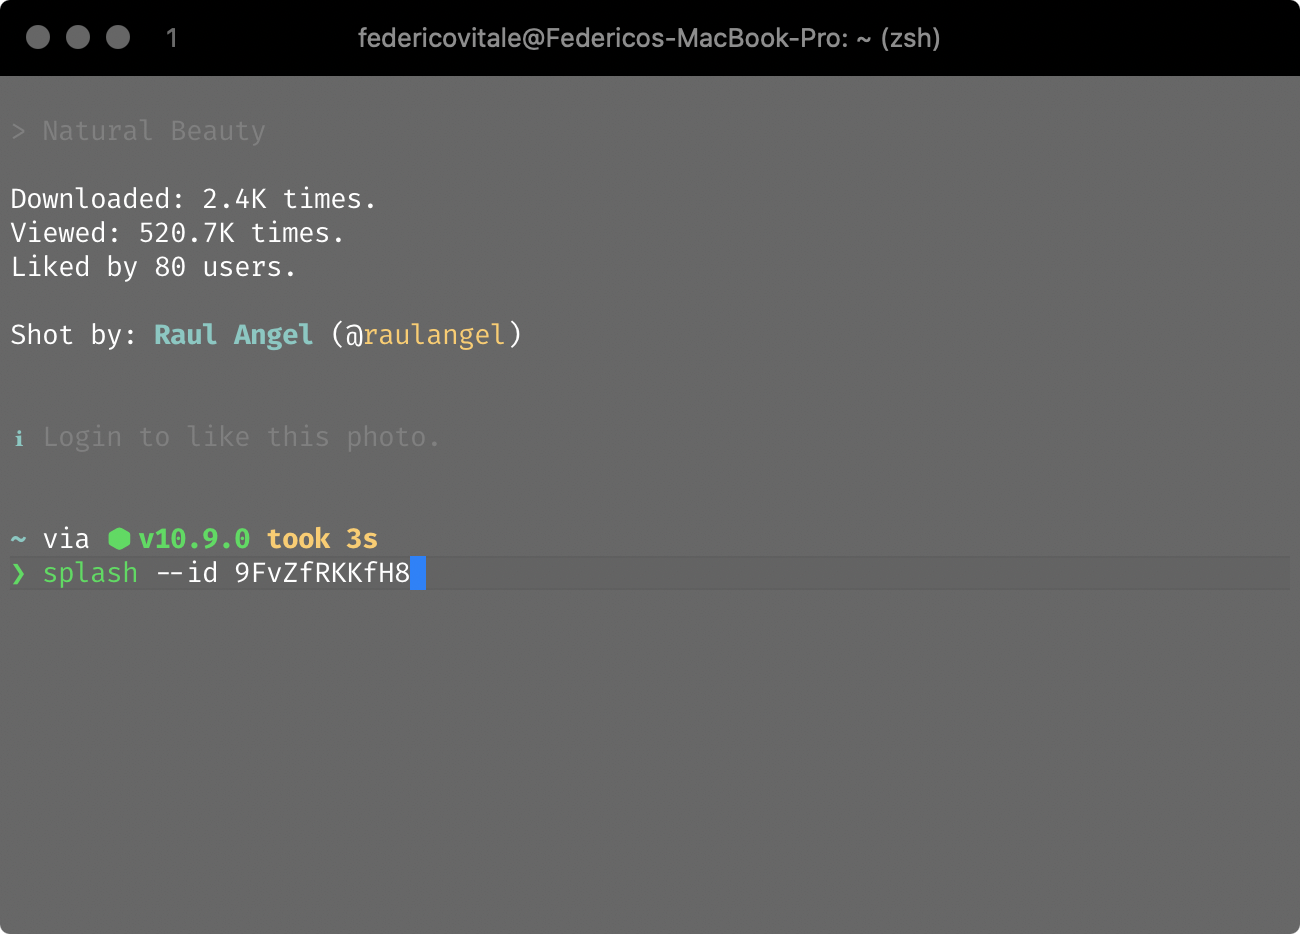 1 federicovitale@Federicos-MacBook-Pro: ~ (zsh)
> Natural Beauty
Downloaded: 2.4K times.
Viewed: 520.7K times.
Liked by 80 users.
Shot by: Raul Angel (@raulangel)
ℹ Login to like this photo.
~ via ⬢ v10.9.0 took 3s
❯ splash --id 9FvZfRKKfH8